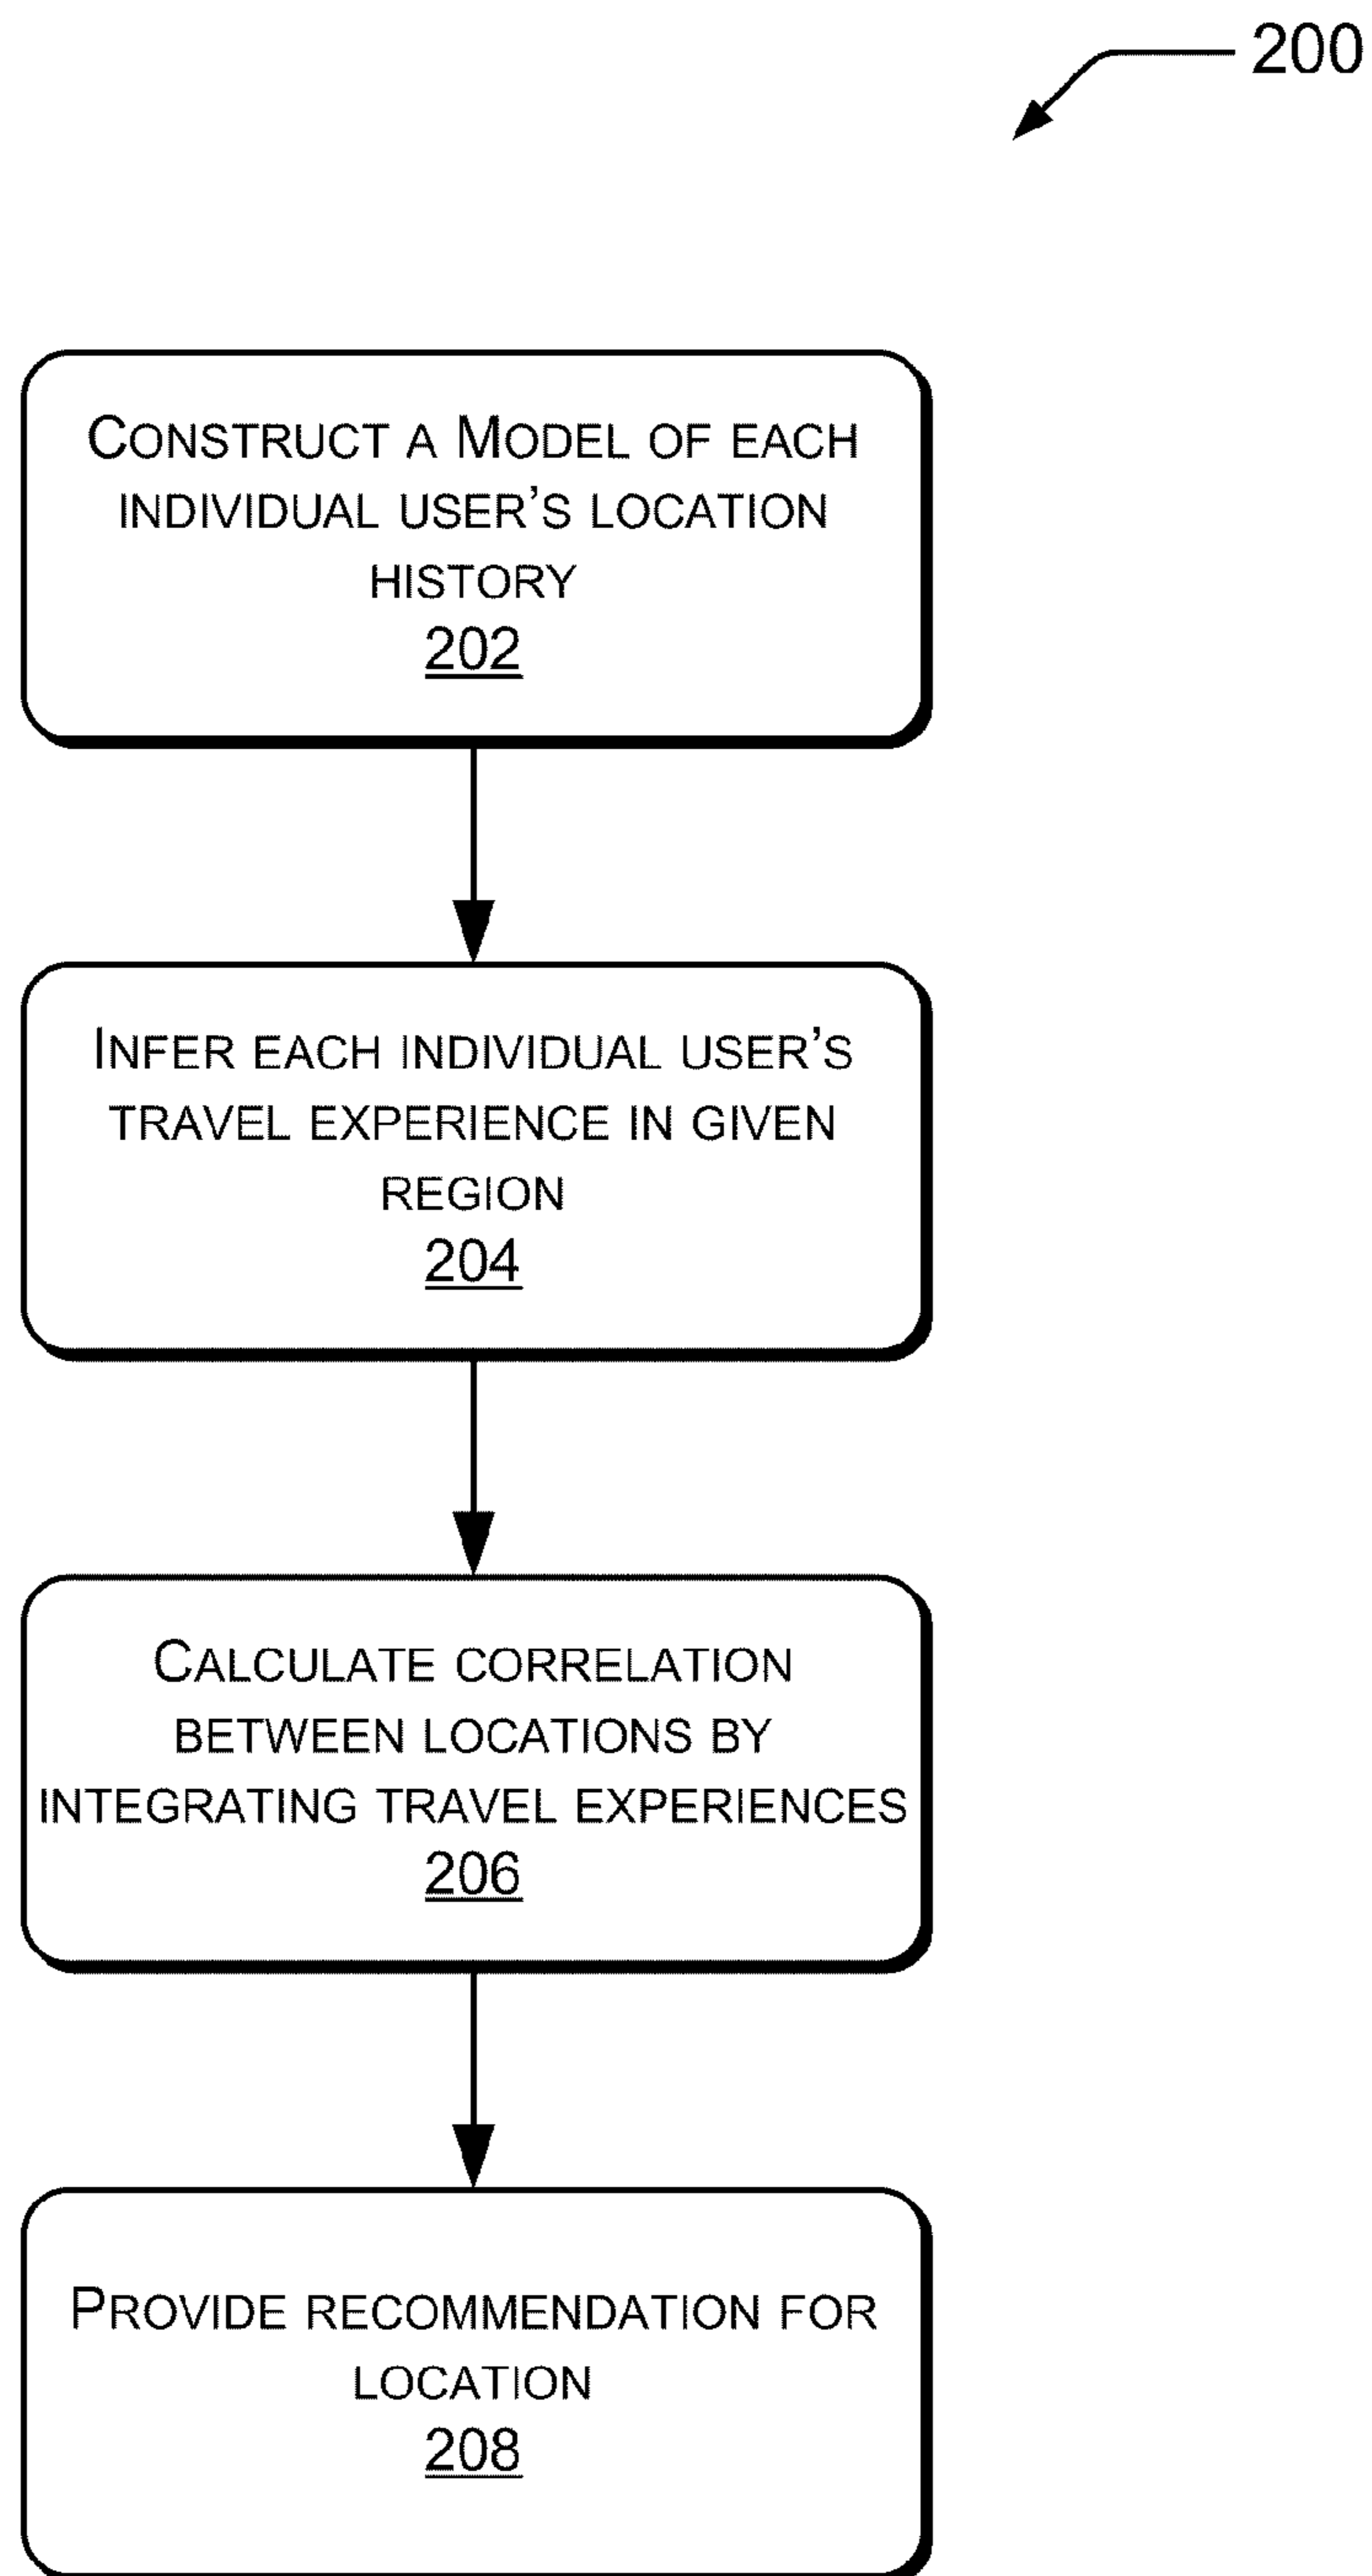 200
Construct a Model of each
individual user's location
history
202
Infer each individual user's
travel experience in given
region
204
Calculate correlation
between locations by
integrating travel experiences
206
Provide recommendation for
location
208